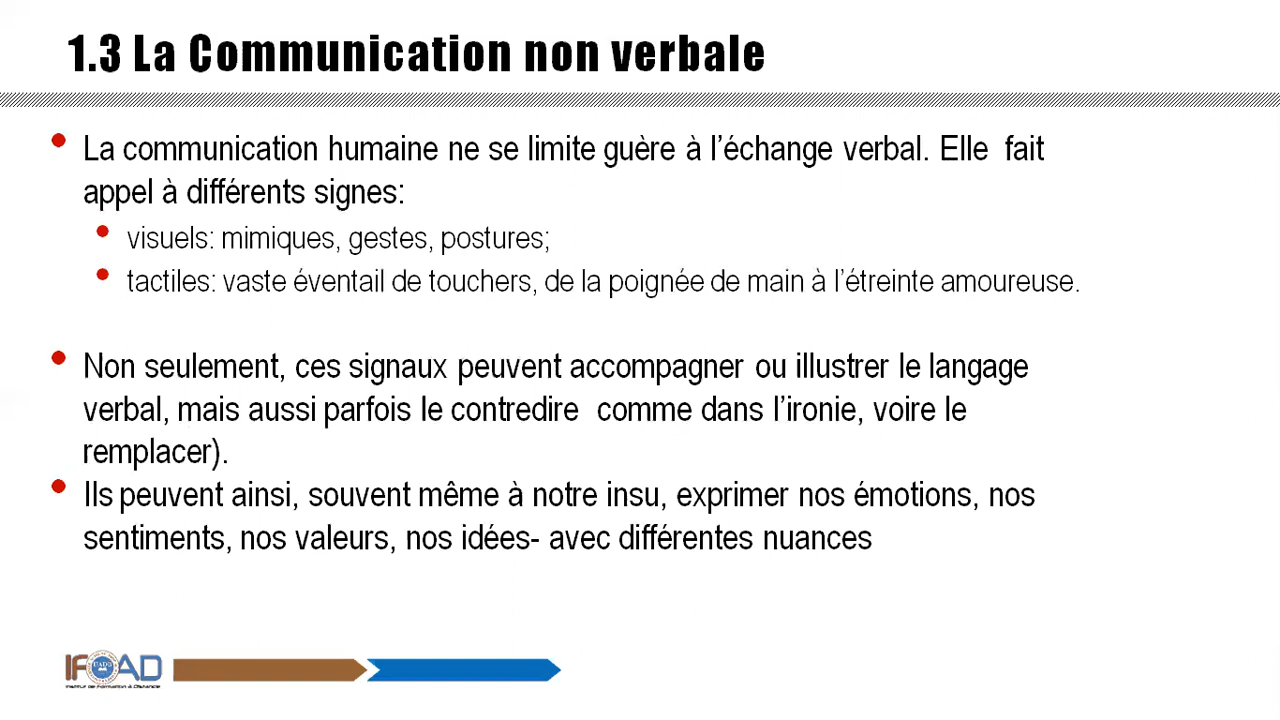 1.3 La Communication non verbale
La communication humaine ne se limite guère à l’échange verbal. Elle fait
appel à différents signes:
visuels: mimiques, gestes, postures;
tactiles: vaste éventail de touchers, de la poignée de main à l’étreinte amoureuse.
Non seulement, ces signaux peuvent accompagner ou illustrer le langage
verbal, mais aussi parfois le contredire comme dans l’ironie, voire le
remplacer).
Ils peuvent ainsi, souvent même à notre insu, exprimer nos émotions, nos
sentiments, nos valeurs, nos idées- avec différentes nuances
IFOAD
Institut de Formation à Distance